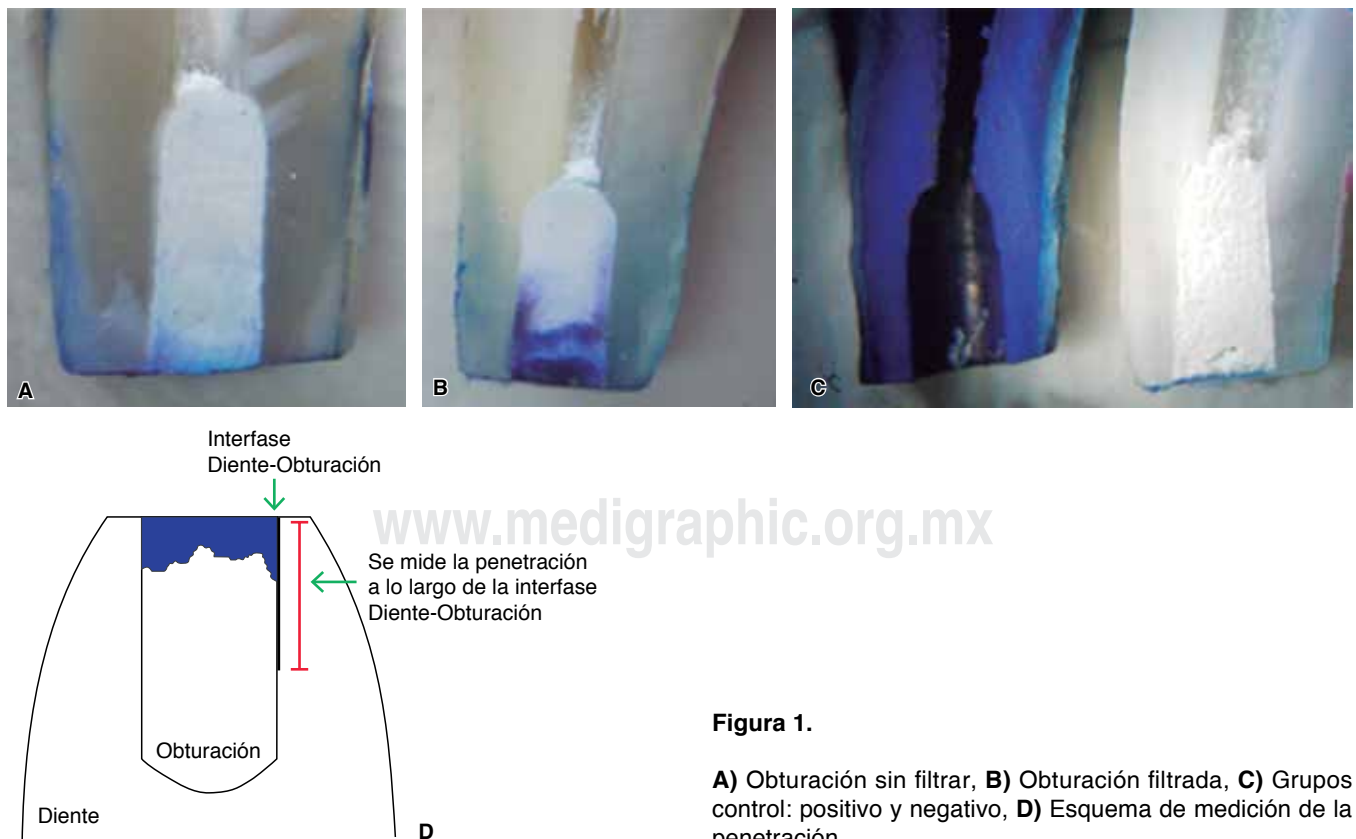 A
B
C
Interfase
Diente-Obturación
www.medigraphic.org.mx
Se mide la penetración
a lo largo de la interfase
Diente-Obturación
Obturación
Diente
D
Figura 1.
A) Obturación sin filtrar, B) Obturación filtrada, C) Grupos
control: positivo y negativo, D) Esquema de medición de la
penetración